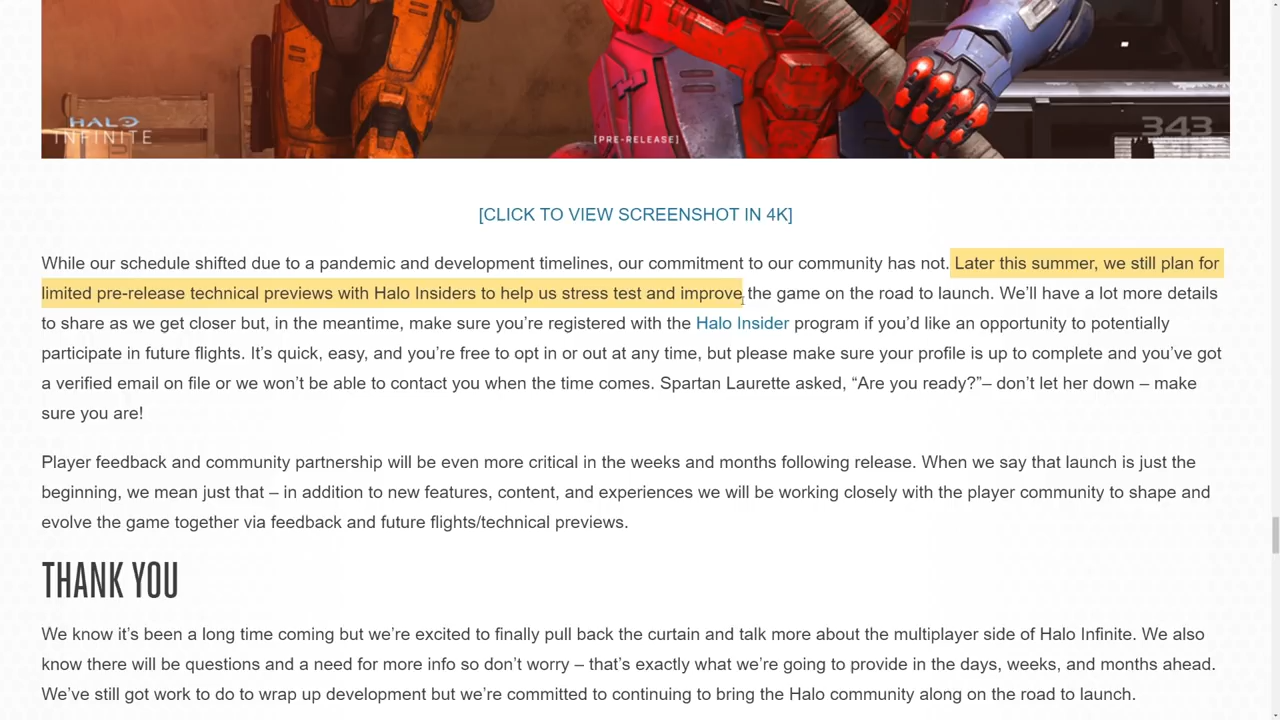 HALO
INFINITE
[PRE-RELEASE]
343
[CLICK TO VIEW SCREENSHOT IN 4K]
While our schedule shifted due to a pandemic and development timelines, our commitment to our community has not. Later this summer, we still plan for
limited pre-release technical previews with Halo Insiders to help us stress test and improve the game on the road to launch. We’ll have a lot more details
to share as we get closer but, in the meantime, make sure you’re registered with the Halo Insider program if you’d like an opportunity to potentially
participate in future flights. It’s quick, easy, and you’re free to opt in or out at any time, but please make sure your profile is up to complete and you’ve got
a verified email on file or we won’t be able to contact you when the time comes. Spartan Laurette asked, “Are you ready?”– don’t let her down – make
sure you are!
Player feedback and community partnership will be even more critical in the weeks and months following release. When we say that launch is just the
beginning, we mean just that – in addition to new features, content, and experiences we will be working closely with the player community to shape and
evolve the game together via feedback and future flights/technical previews.
THANK YOU
We know it’s been a long time coming but we’re excited to finally pull back the curtain and talk more about the multiplayer side of Halo Infinite. We also
know there will be questions and a need for more info so don’t worry – that’s exactly what we’re going to provide in the days, weeks, and months ahead.
We’ve still got work to do to wrap up development but we’re committed to continuing to bring the Halo community along on the road to launch.